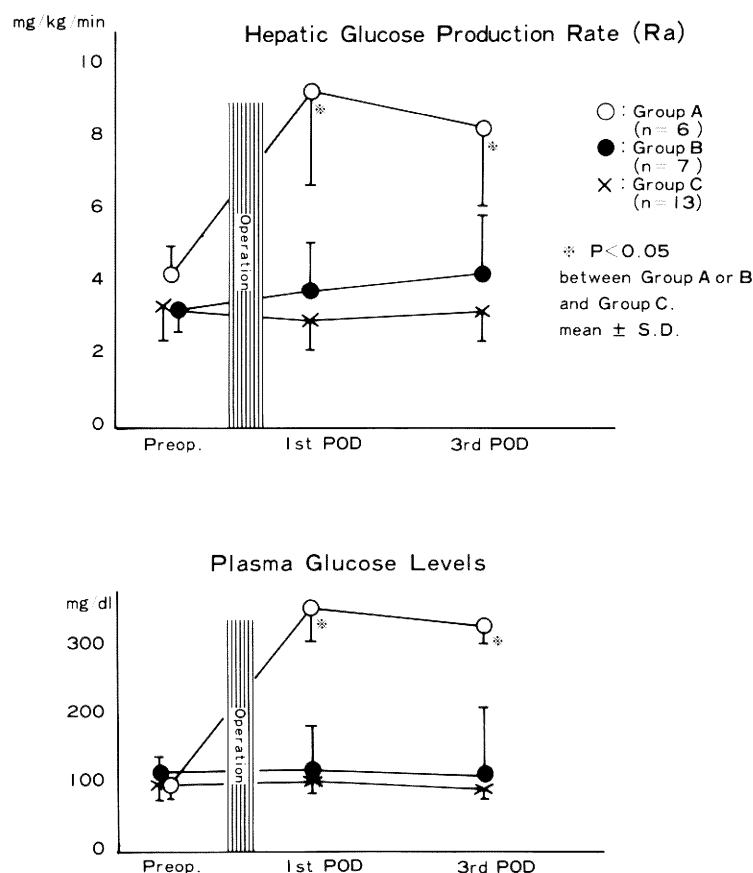 mg/kg/min
Hepatic Glucose Production Rate (Ra)
10
8
6
4
2
0
Operation
○ : Group A
(n= 6)
● : Group B
(n= 7)
× : Group C
(n= 13)
※ P<0.05
between Group A or B
and Group C.
mean ± S.D.
※
※
Preop.
1st POD
3rd POD
Plasma Glucose Levels
mg/dl
300
200
100
0
Operation
※
※
Preop.
1st POD
3rd POD